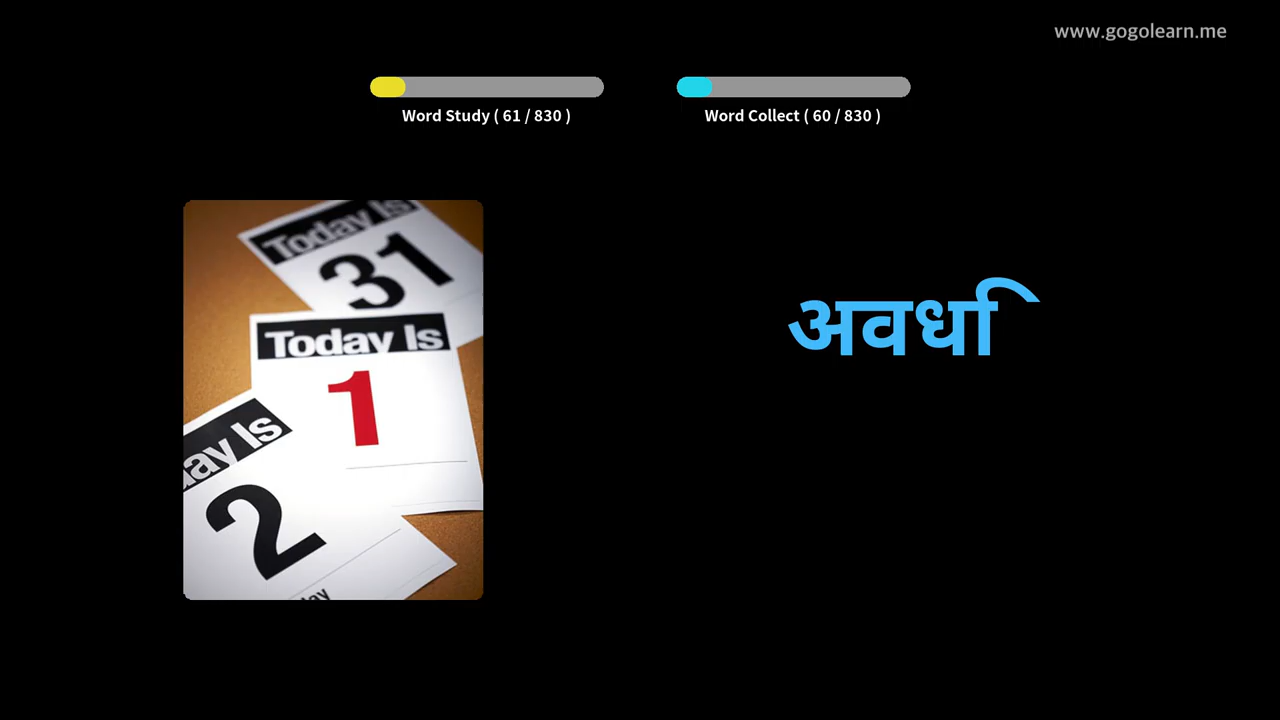 www.gogolearn.me
Word Study ( 61 / 830 )
Word Collect ( 60 / 830 )
Today Is
31
Today Is
1
ay Is
2
अवधि